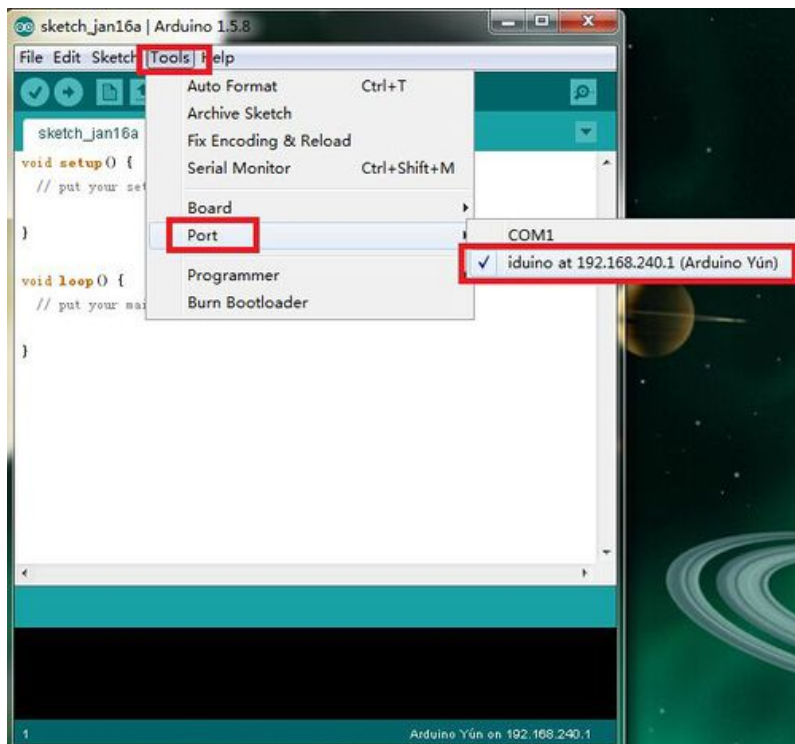 sketch_jan16a | Arduino 1.5.8
File Edit Sketch Tools Help
Auto Format Ctrl+T
Archive Sketch
Fix Encoding & Reload
Serial Monitor Ctrl+Shift+M
Board
Port
Programmer
Burn Bootloader
COM1
iduino at 192.168.240.1 (Arduino Yún)
sketch_jan16a
void setup() {
// put your set
}
void loop() {
// put your mai
}
1
Arduino Yún on 192.168.240.1